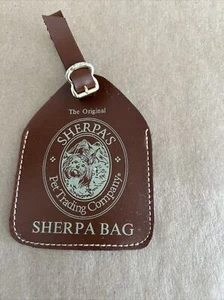 The Original
SHERPA'S
Pet Trading Company®
SHERPA BAG